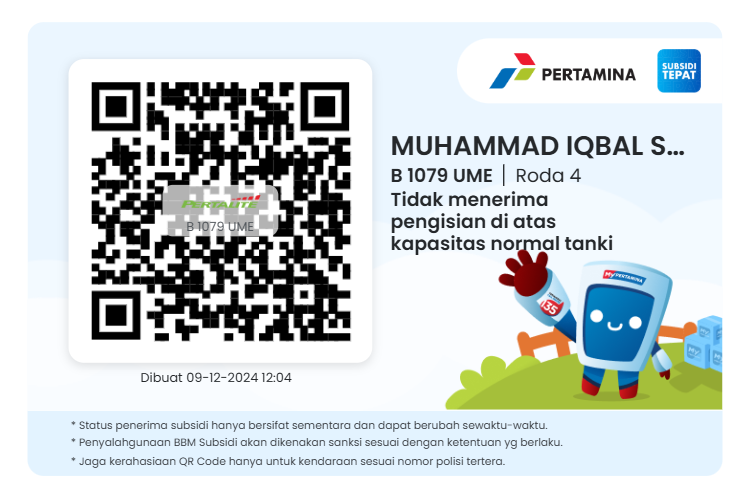 PERTAMINA
SUBSIDI
TEPAT
MUHAMMAD IQBAL S...
B 1079 UME | Roda 4
Tidak menerima
pengisian di atas
kapasitas normal tanki
PERTALITE
B 1079 UME
MyPERTAMINA
135
Dibuat 09-12-2024 12:04
* Status penerima subsidi hanya bersifat sementara dan dapat berubah sewaktu-waktu.
* Penyalahgunaan BBM Subsidi akan dikenakan sanksi sesuai dengan ketentuan yg berlaku.
* Jaga kerahasiaan QR Code hanya untuk kendaraan sesuai nomor polisi tertera.